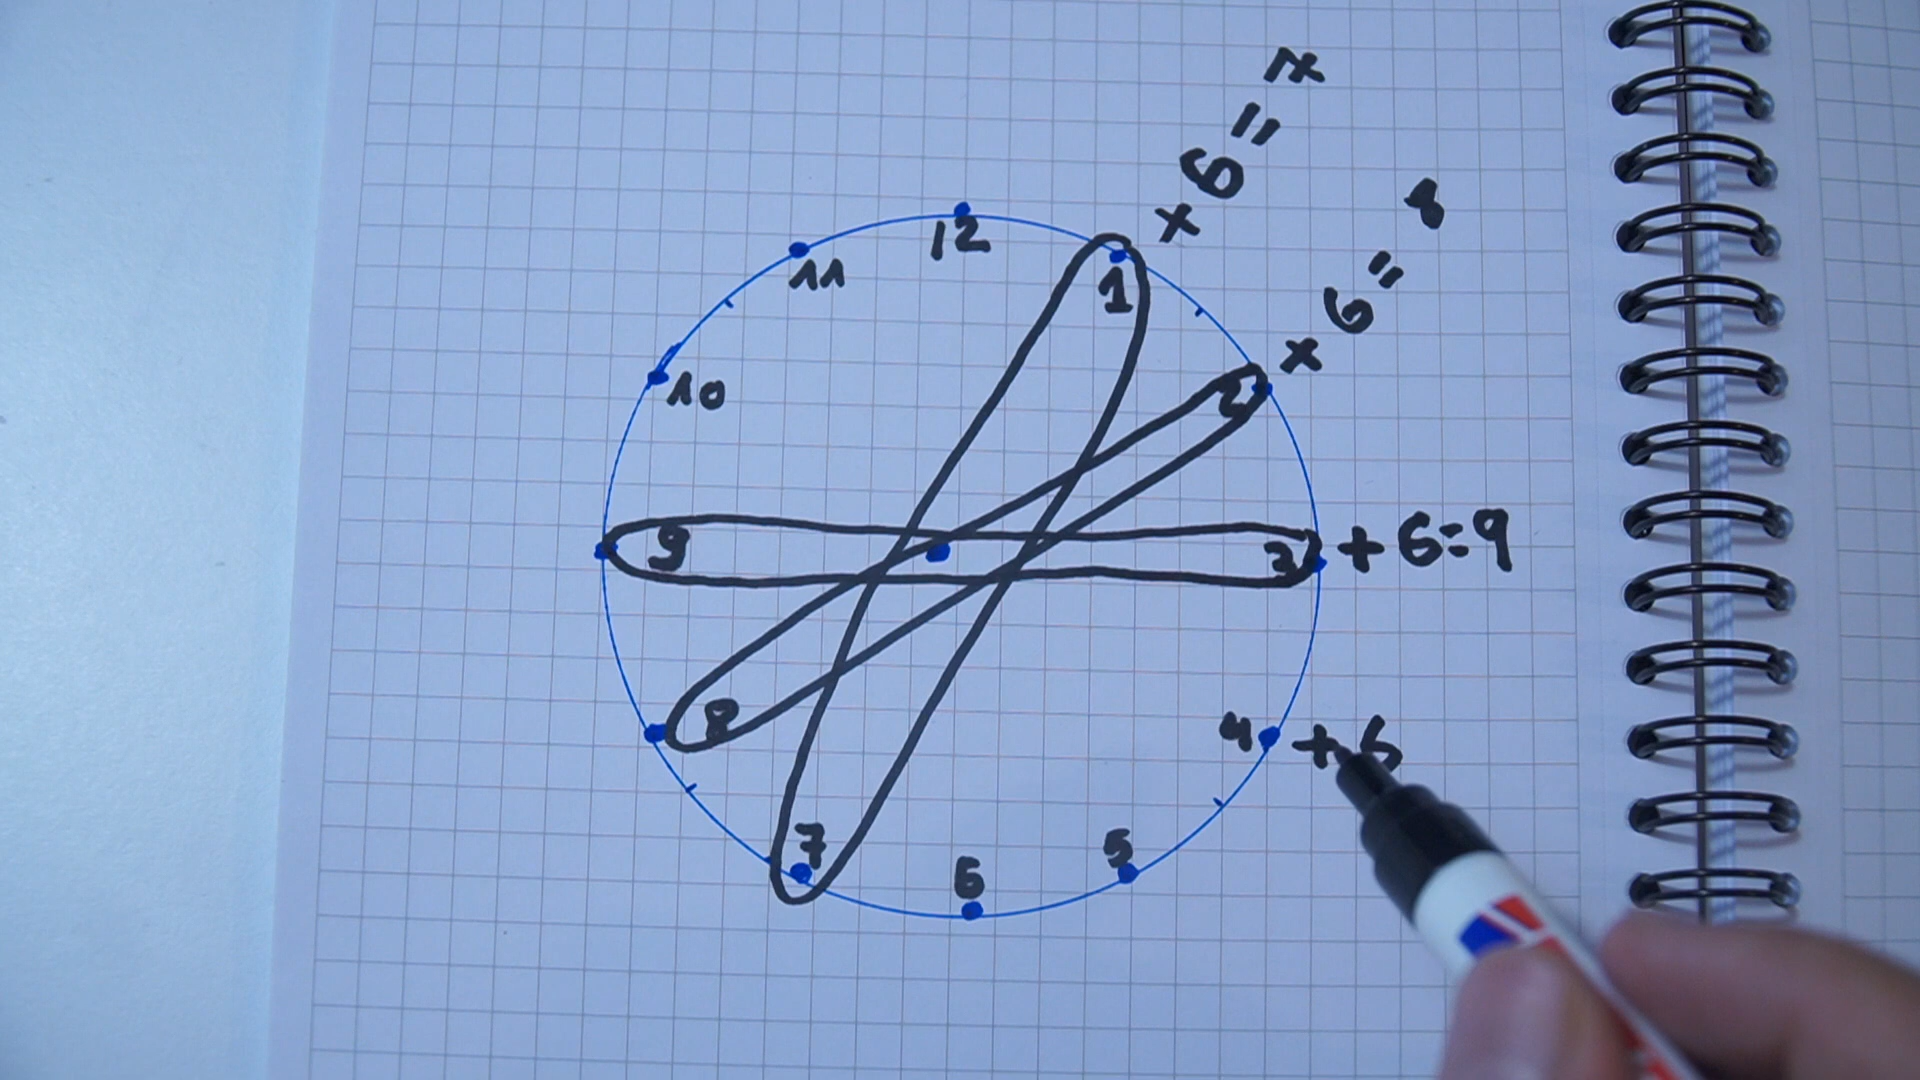 12
11
1 + 6 = 7
10
2 + 6 = 8
9
3 + 6 = 9
8
4 + 6
7
5
6